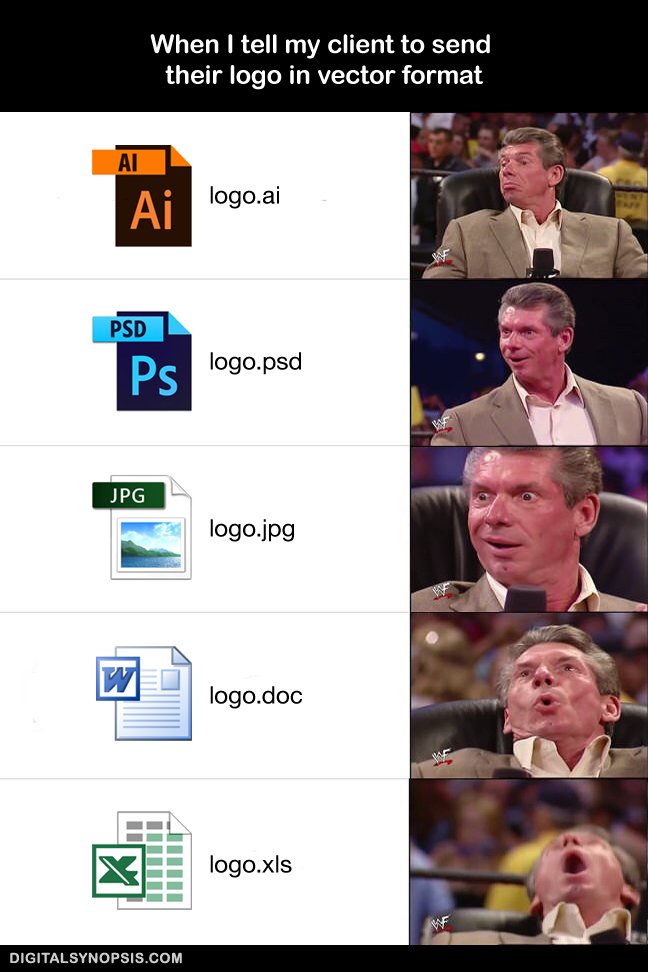 When I tell my client to send
their logo in vector format
AI
Ai
logo.ai
PSD
Ps
logo.psd
JPG
logo.jpg
W
logo.doc
X
logo.xls
DIGITALSYNOPSIS.COM